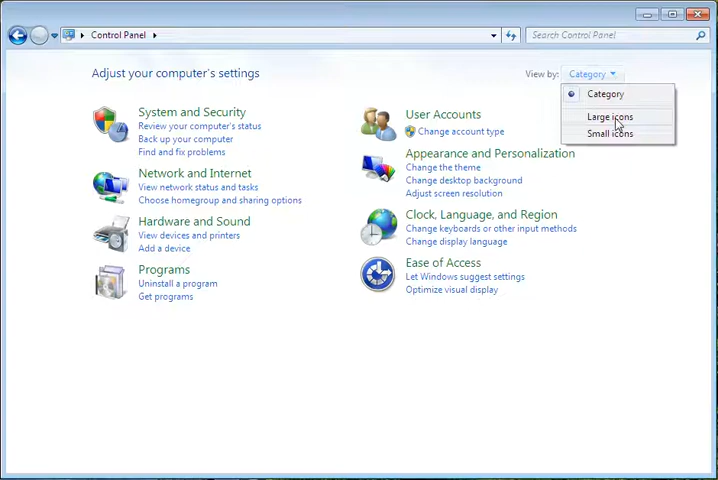 Control Panel
Search Control Panel
Adjust your computer's settings
View by: Category
Category
Large icons
Small icons
System and Security
Review your computer's status
Back up your computer
Find and fix problems
Network and Internet
View network status and tasks
Choose homegroup and sharing options
Hardware and Sound
View devices and printers
Add a device
Programs
Uninstall a program
Get programs
User Accounts
Change account type
Appearance and Personalization
Change the theme
Change desktop background
Adjust screen resolution
Clock, Language, and Region
Change keyboards or other input methods
Change display language
Ease of Access
Let Windows suggest settings
Optimize visual display